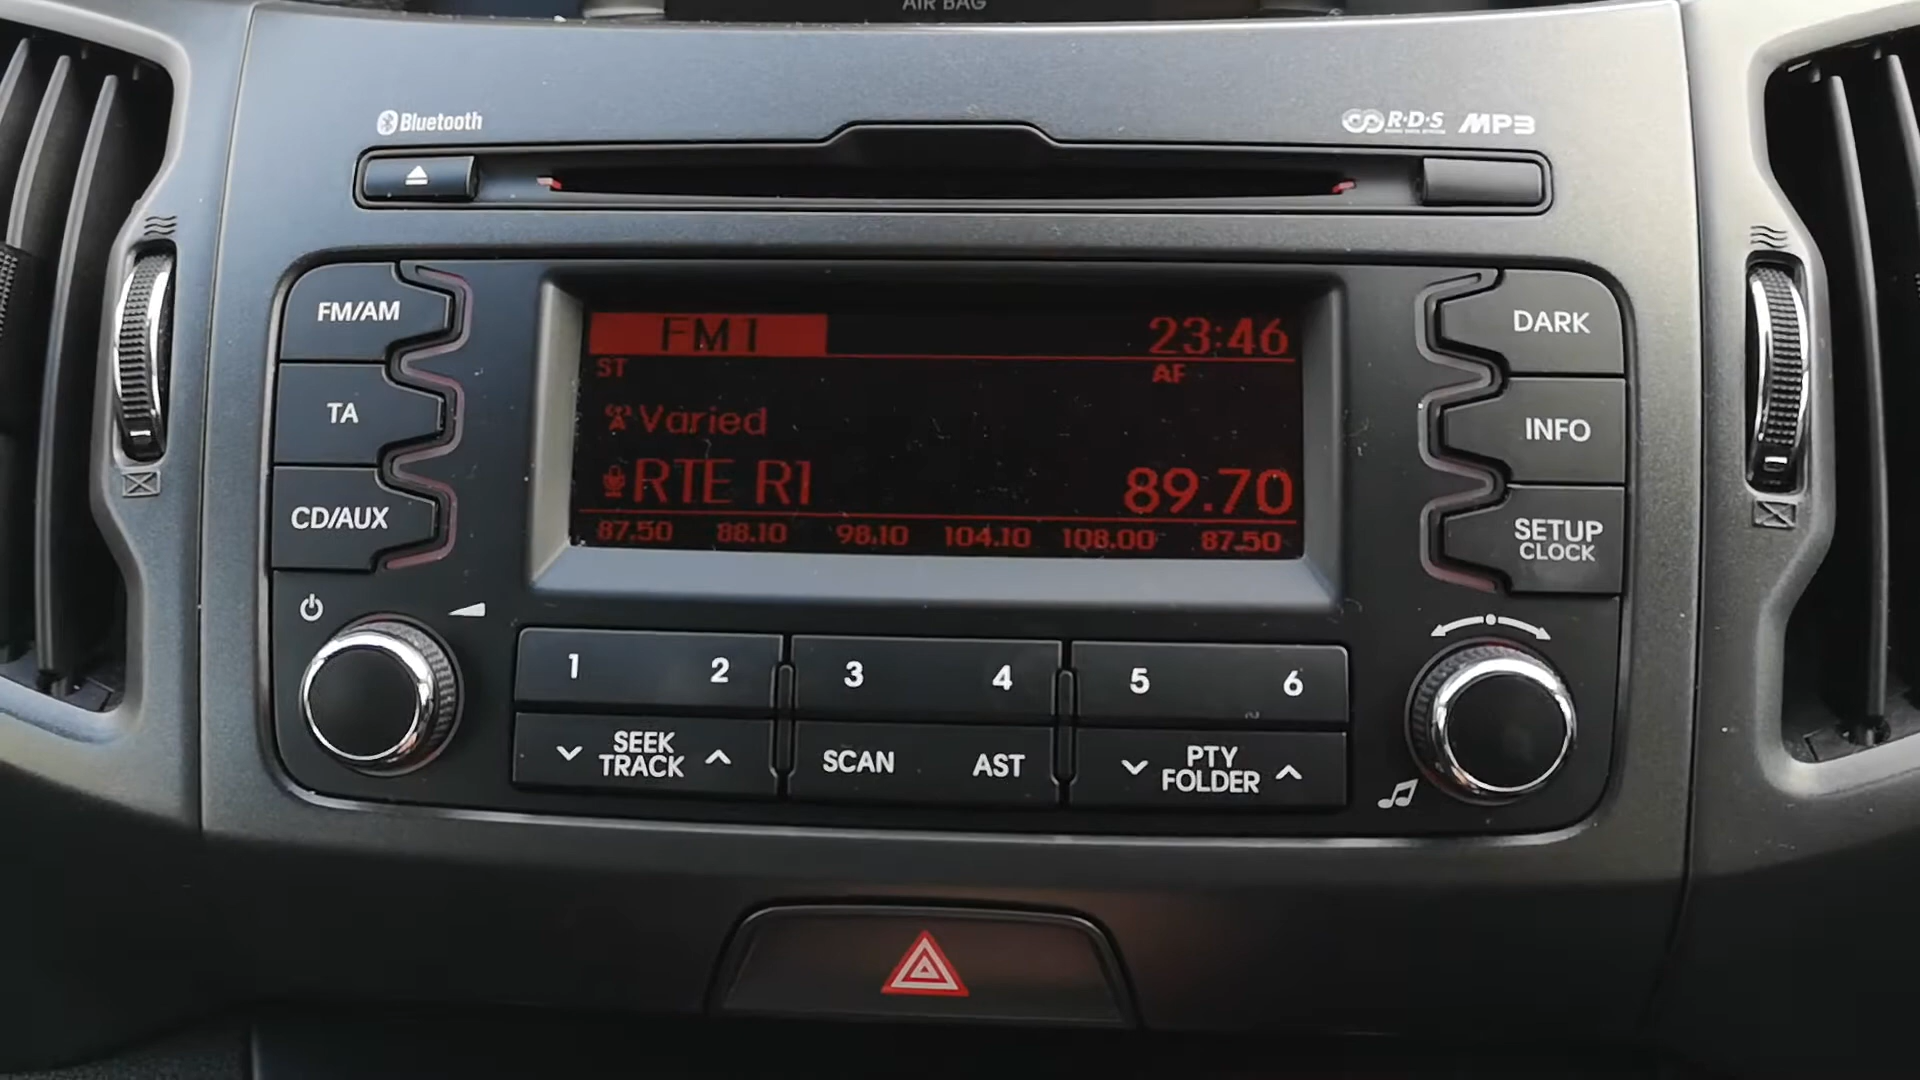 AIR BAG
Bluetooth
R·D·S MP3
FM/AM
TA
CD/AUX
FM1 23:46
ST AF
Varied
RTE R1 89.70
87.50 88.10 98.10 104.10 108.00 87.50
DARK
INFO
SETUP
CLOCK
1 2 3 4 5 6
SEEK
TRACK
SCAN AST
PTY
FOLDER